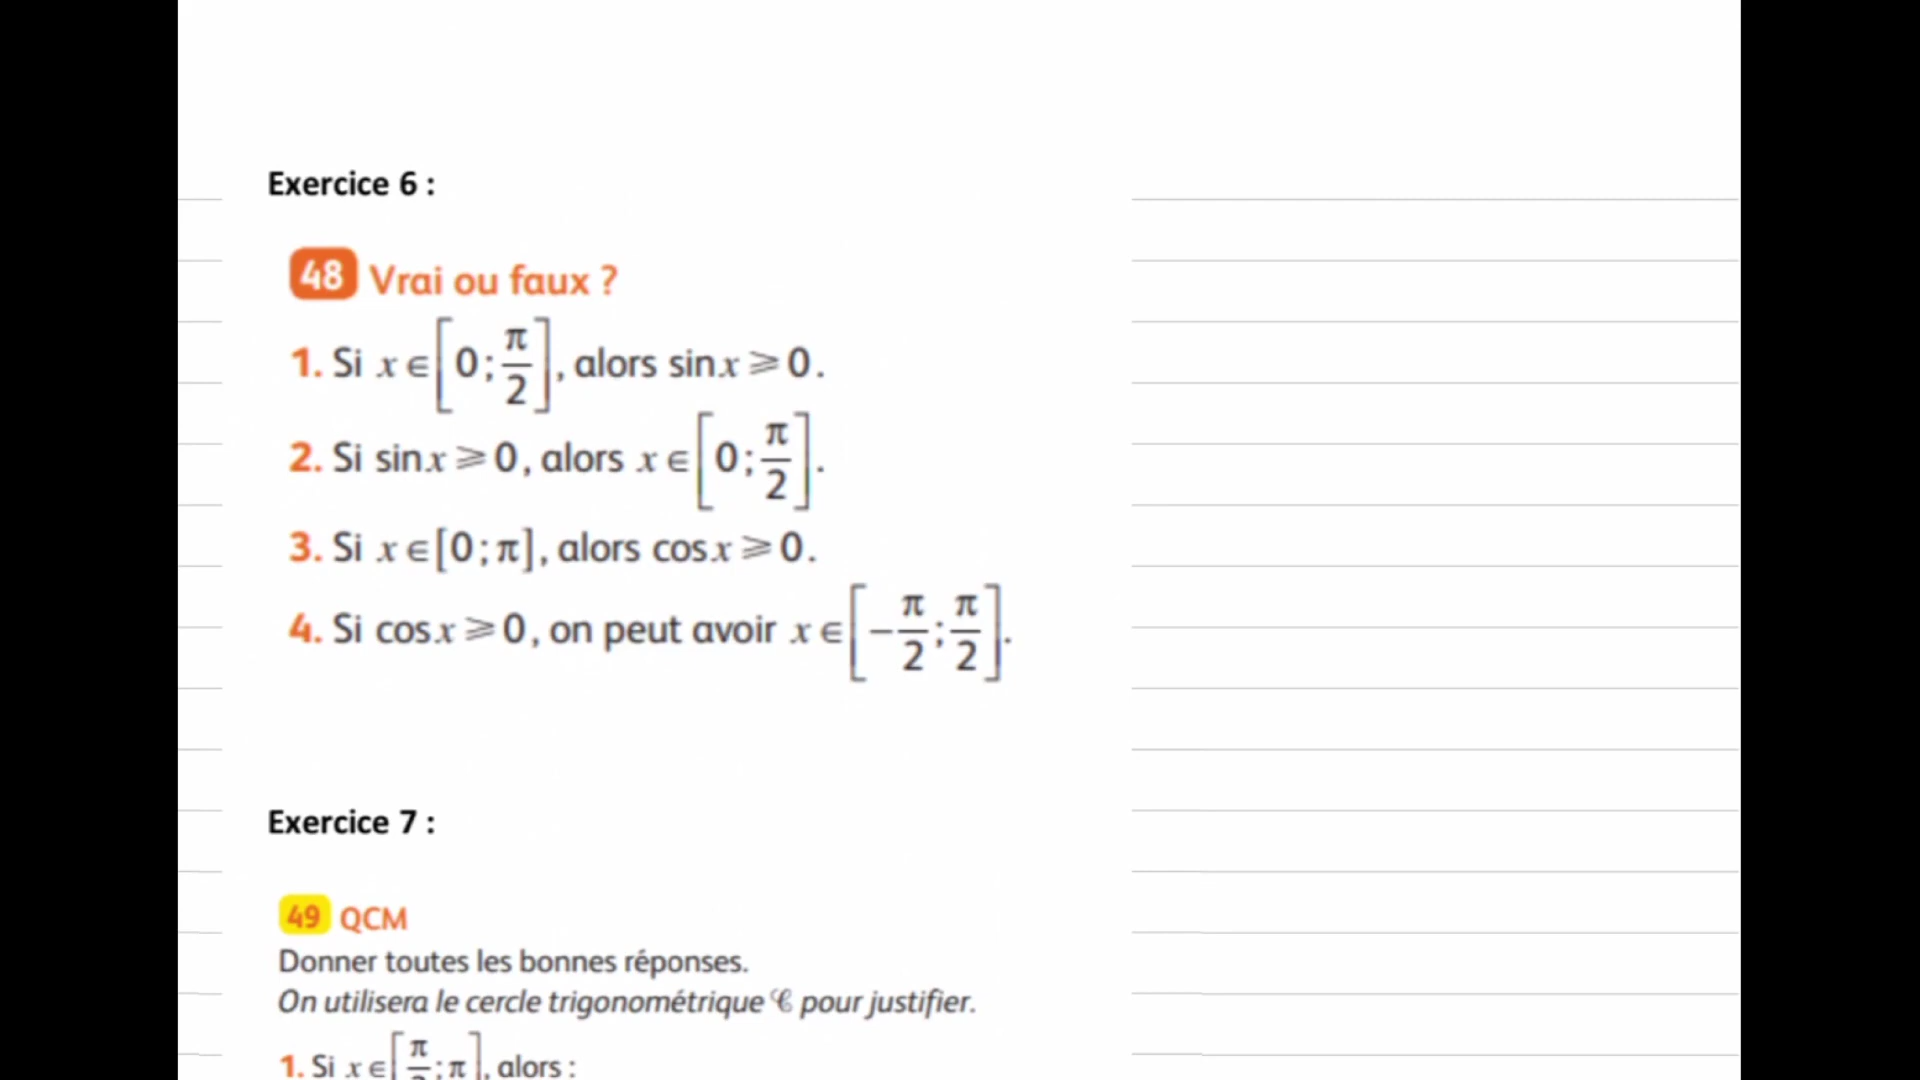 Exercice 6 :
48 Vrai ou faux ?
1. Si x ∈ [0 ; π/2], alors sin x ⩾ 0.
2. Si sin x ⩾ 0, alors x ∈ [0 ; π/2].
3. Si x ∈ [0 ; π], alors cos x ⩾ 0.
4. Si cos x ⩾ 0, on peut avoir x ∈ [−π/2 ; π/2].
Exercice 7 :
49 QCM
Donner toutes les bonnes réponses.
On utilisera le cercle trigonométrique 𝒞 pour justifier.
1. Si x ∈ [π/2 ; π], alors :